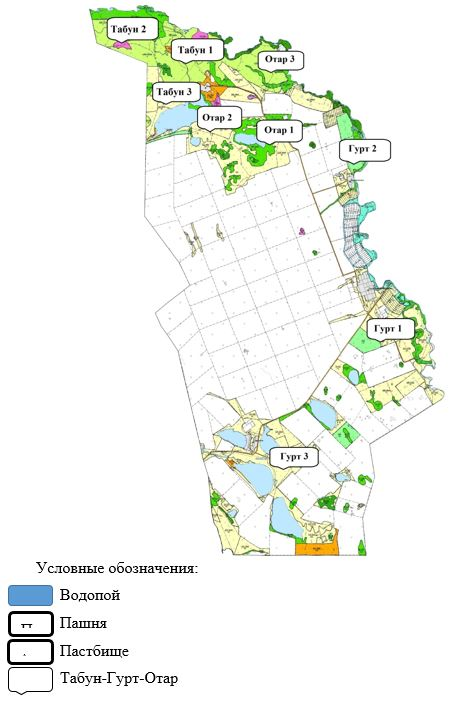 Табун 2
Табун 1
Отар 3
Табун 3
Отар 2
Отар 1
Гурт 2
Гурт 1
Гурт 3
Условные обозначения:
Водопой
Пашня
Пастбище
Табун-Гурт-Отар